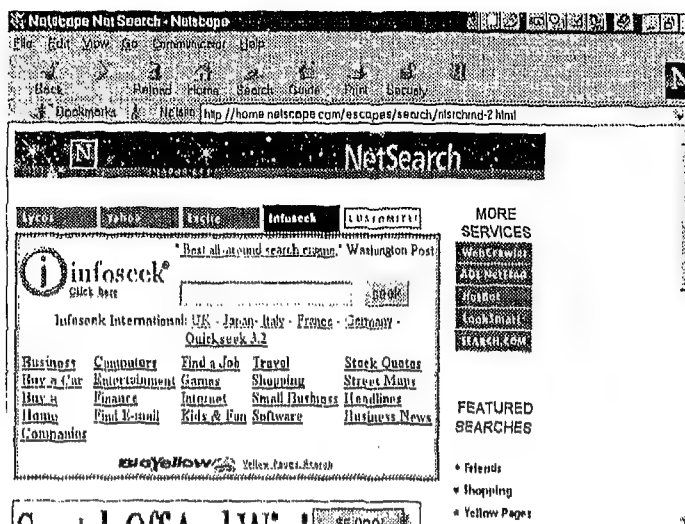 Netscape Net Search - Netscape
File Edit View Go Communicator Help
Back Reload Home Search Guide Print Security
Bookmarks Netsite http://home.netscape.com/escapes/search/ntsrchrnd-2.html
N NetSearch
Lycos Yahoo Excite Infoseek CUSTOMIZE!
"Best all-around search engine," Washington Post
infoseek®
Click here
seek
Infoseek International: UK - Japan - Italy - France - Germany -
Quickseek 3.2
Business Computers Find a Job Travel Stock Quotes
Buy a Car Entertainment Games Shopping Street Maps
Buy a Finance Internet Small Business Headlines
Home Find E-mail Kids & Fun Software Business News
Companies
BigYellow Yellow Pages Search
MORE
SERVICES
WebCrawler
AOL NetFind
HotBot
LookSmart
SEARCH.COM
FEATURED
SEARCHES
• Friends
• Shopping
• Yellow Pages